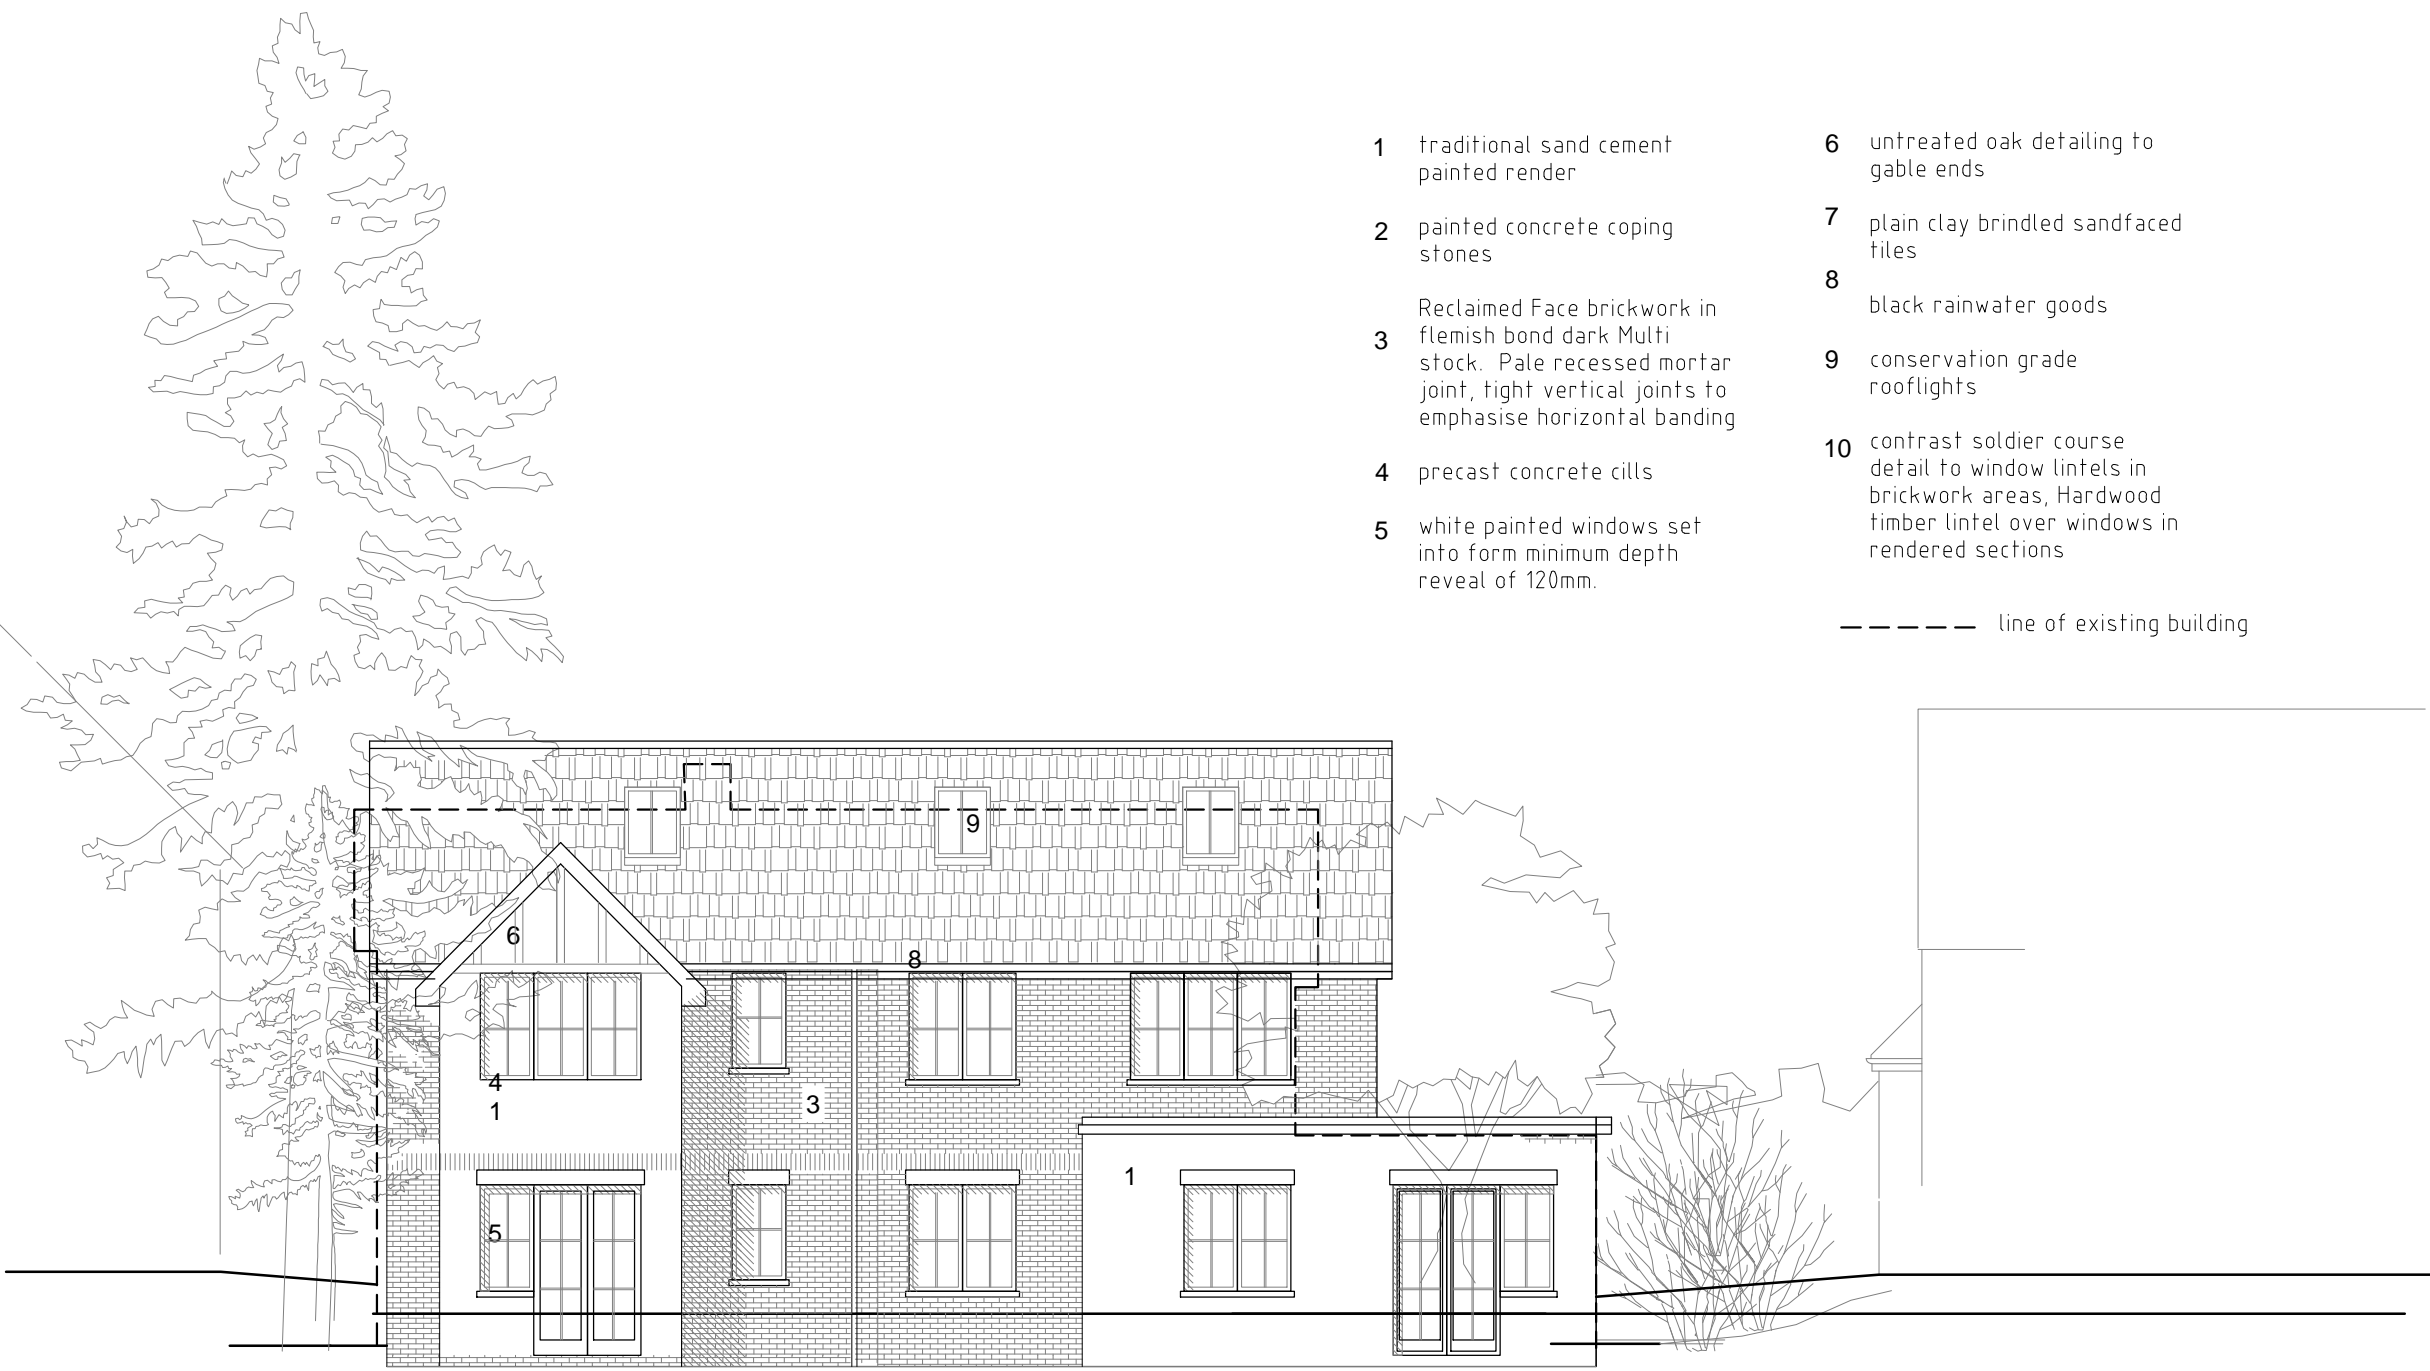 1 traditional sand cement
painted render
2 painted concrete coping
stones
Reclaimed Face brickwork in
3 flemish bond dark Multi
stock. Pale recessed mortar
joint, tight vertical joints to
emphasise horizontal banding
4 precast concrete cills
5 white painted windows set
into form minimum depth
reveal of 120mm.
6 untreated oak detailing to
gable ends
7 plain clay brindled sandfaced
tiles
8
black rainwater goods
9 conservation grade
rooflights
10 contrast soldier course
detail to window lintels in
brickwork areas, Hardwood
timber lintel over windows in
rendered sections
line of existing building
9
6
8
4
1
3
1
5